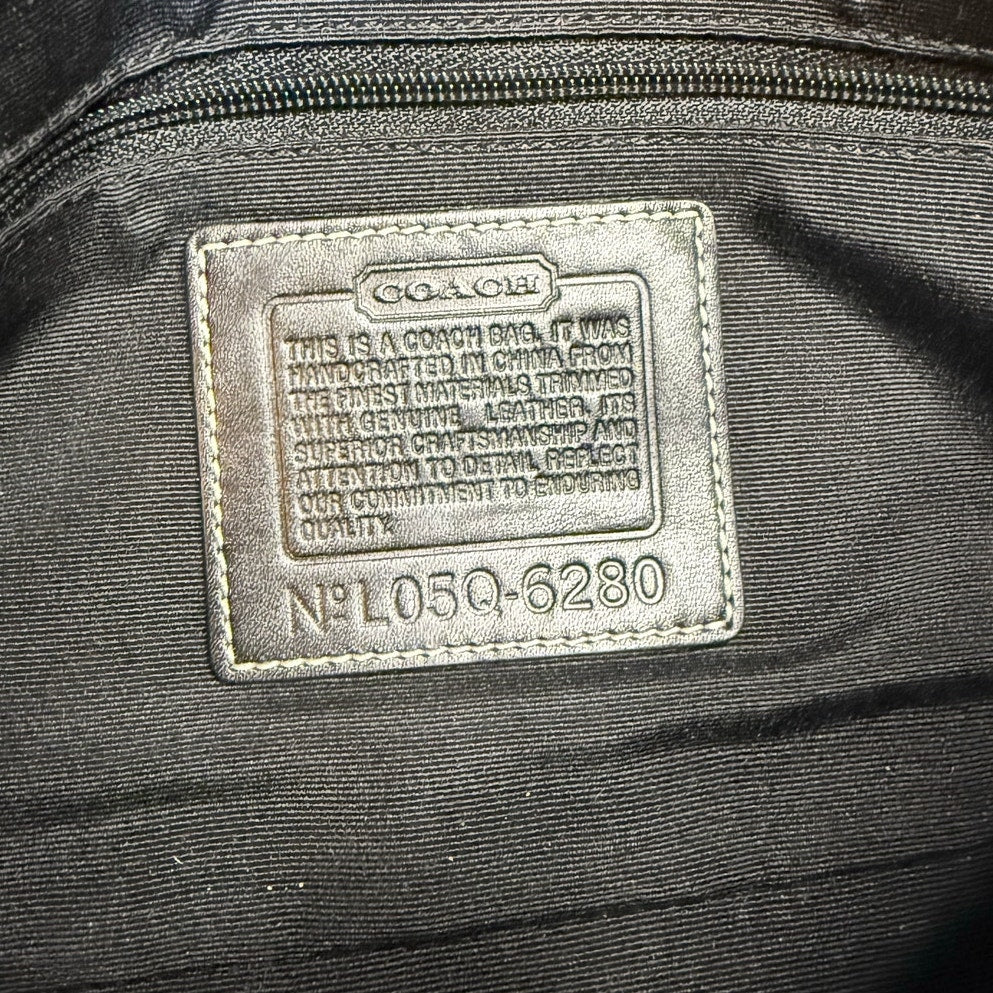 COACH
THIS IS A COACH BAG. IT WAS
HANDCRAFTED IN CHINA FROM
THE FINEST MATERIALS TRIMMED
WITH GENUINE LEATHER. ITS
SUPERIOR CRAFTSMANSHIP AND
ATTENTION TO DETAIL REFLECT
OUR COMMITMENT TO ENDURING
QUALITY.
Nº L05Q-6280